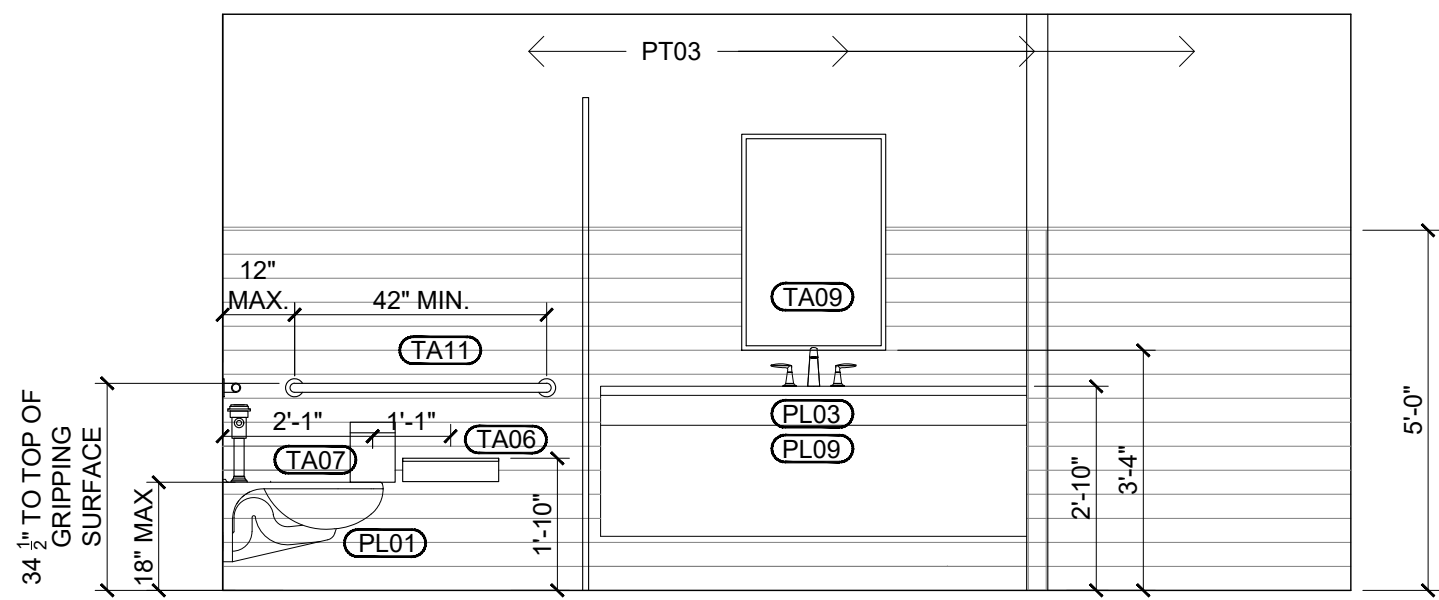 PT03
12"
MAX.
42" MIN.
TA09
TA11
2'-1"
1'-1"
TA06
TA07
PL03
PL09
PL01
34 1/2" TO TOP OF
GRIPPING
SURFACE
18" MAX
1'-10"
2'-10"
3'-4"
5'-0"